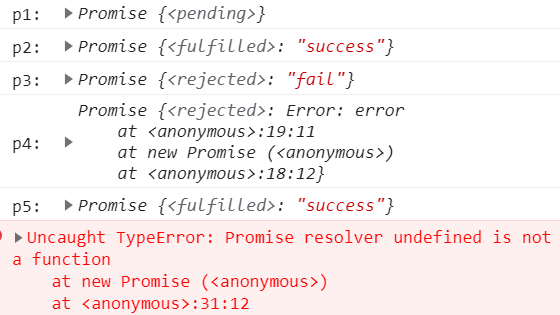 p1: ▶Promise {<pending>}
p2: ▶Promise {<fulfilled>: "success"}
p3: ▶Promise {<rejected>: "fail"}
Promise {<rejected>: Error: error
at <anonymous>:19:11
p4: ▶ at new Promise (<anonymous>)
at <anonymous>:18:12}
p5: ▶Promise {<fulfilled>: "success"}
▶Uncaught TypeError: Promise resolver undefined is not
a function
at new Promise (<anonymous>)
at <anonymous>:31:12